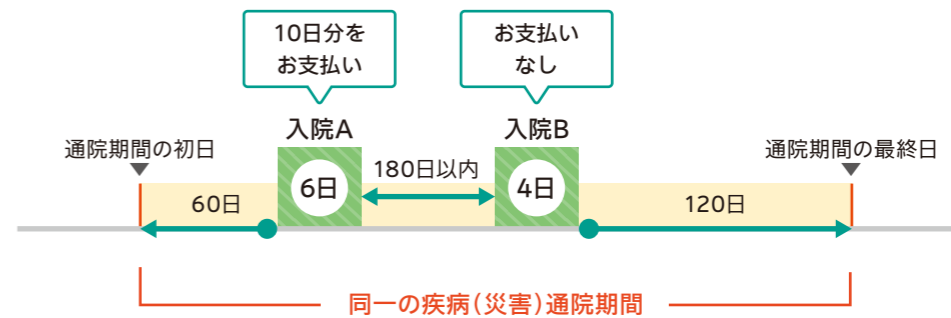 10日分を
お支払い
お支払い
なし
入院A
入院B
通院期間の初日
180日以内
通院期間の最終日
6日
4日
60日
120日
同一の疾病(災害)通院期間